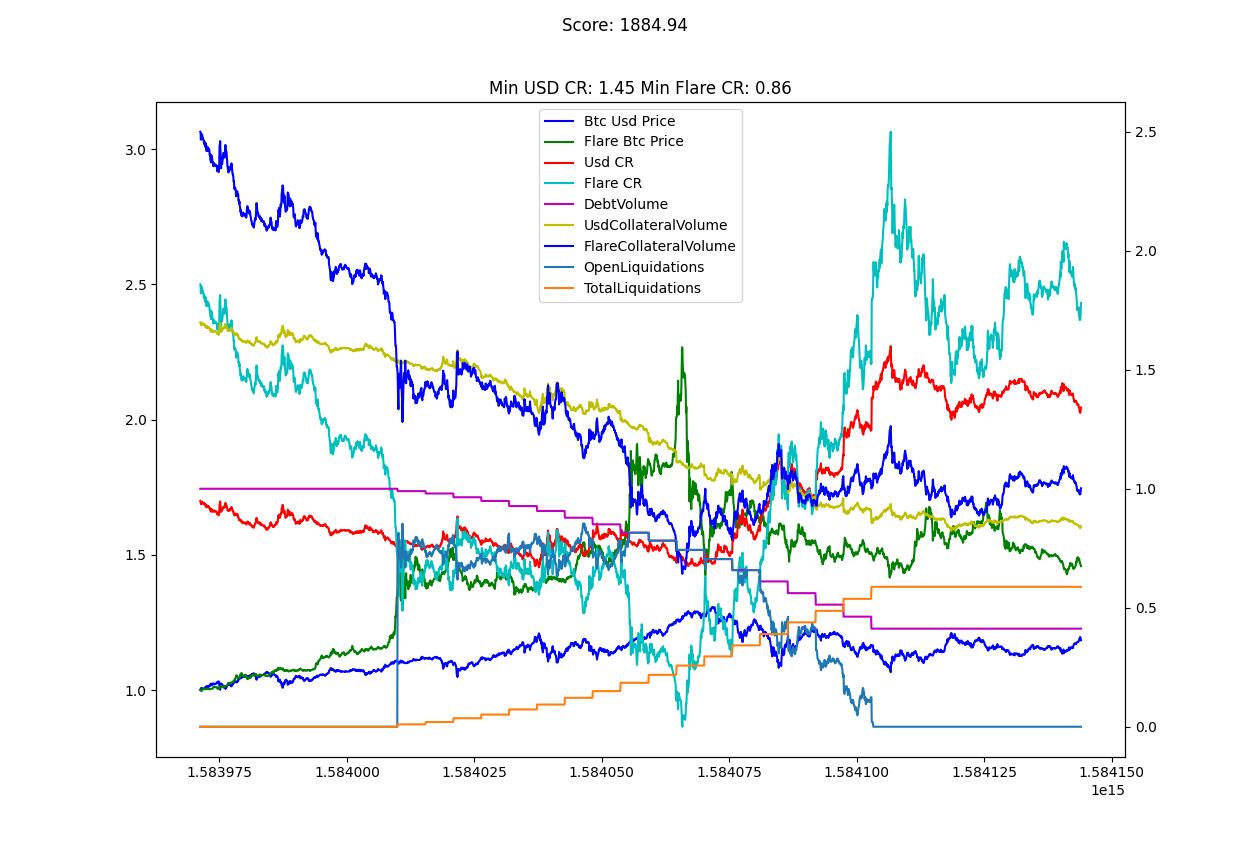 Score: 1884.94
Min USD CR: 1.45 Min Flare CR: 0.86
Btc Usd Price
Flare Btc Price
Usd CR
Flare CR
DebtVolume
UsdCollateralVolume
FlareCollateralVolume
OpenLiquidations
TotalLiquidations
3.0
2.5
2.0
1.5
1.0
2.5
2.0
1.5
1.0
0.5
0.0
1.583975
1.584000
1.584025
1.584050
1.584075
1.584100
1.584125
1.584150
1e15